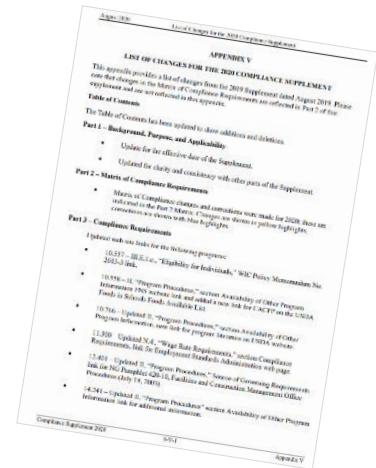 August 2020 List of Changes for the 2020 Compliance Supplement
APPENDIX V
LIST OF CHANGES FOR THE 2020 COMPLIANCE SUPPLEMENT
This appendix provides a list of changes from the 2019 Supplement dated August 2019. Please
note that changes in the Matrix of Compliance Requirements are reflected in Part 2 of this
supplement and are not reflected in this appendix.
Table of Contents
The Table of Contents has been updated to show additions and deletions.
Part 1 – Background, Purpose, and Applicability
• Update for the effective date of the Supplement.
• Updated for clarity and consistency with other parts of the Supplement.
Part 2 – Matrix of Compliance Requirements
• Matrix of Compliance changes and corrections were made for 2020; these are
indicated in the Part 2 Matrix. Changes are shown in yellow highlights,
corrections are shown with blue highlights.
Part 3 – Compliance Requirements
Updated web site links for the following programs:
• 10.557 – III.E.1.c., "Eligibility for Individuals," WIC Policy Memorandum No.
2013-3 link.
• 10.558 – II, "Program Procedures," section Availability of Other Program
Information FNS website link and added a new link for CACFP on the USDA
Foods in Schools Foods Available List.
• 10.766 – Updated II, "Program Procedures," Source of Governing Requirements
Program Information, new link for program literature on USDA website
• 11.300 – Updated N.4., "Wage Rate Requirements," section Compliance
Requirements, link for Employment Standards Administration web page.
• 12.401 – Updated II, "Program Procedures," Source of Governing Requirements
link for NG Pamphlet 420-10, Facilities and Construction Management Office
Procedures (July 18, 2003)
• 14.241 – Updated II, "Program Procedures" section Availability of Other Program
Information link for additional information.
Compliance Supplement 2020 8-V-1 Appendix V